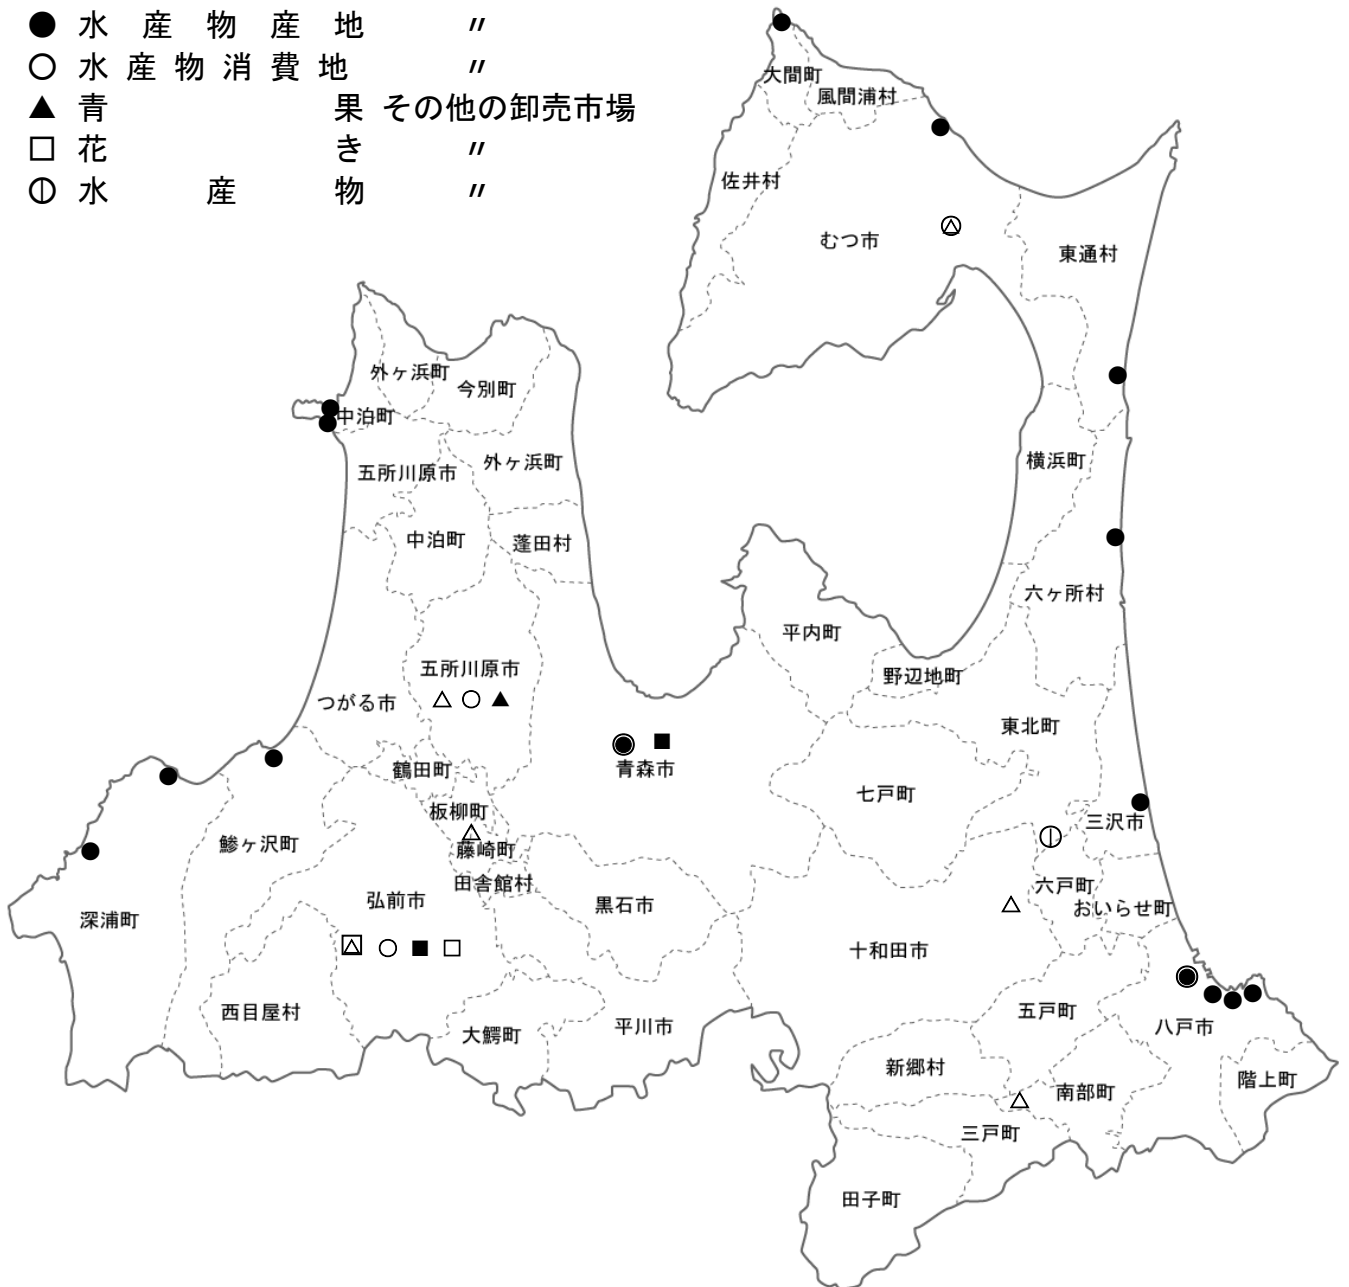 ● 水産物産地 〃
○ 水産物消費地 〃
▲ 青果 その他の卸売市場
□ 花き 〃
⦶ 水産物 〃
大間町
風間浦村
佐井村
むつ市
東通村
外ヶ浜町
今別町
中泊町
外ヶ浜町
横浜町
五所川原市
中泊町
蓬田村
六ヶ所村
平内町
五所川原市
野辺地町
つがる市
東北町
鶴田町
青森市
七戸町
板柳町
三沢市
鰺ヶ沢町
藤崎町
田舎館村
六戸町
弘前市
黒石市
おいらせ町
深浦町
十和田市
西目屋村
五戸町
大鰐町
平川市
八戸市
新郷村
階上町
南部町
三戸町
田子町